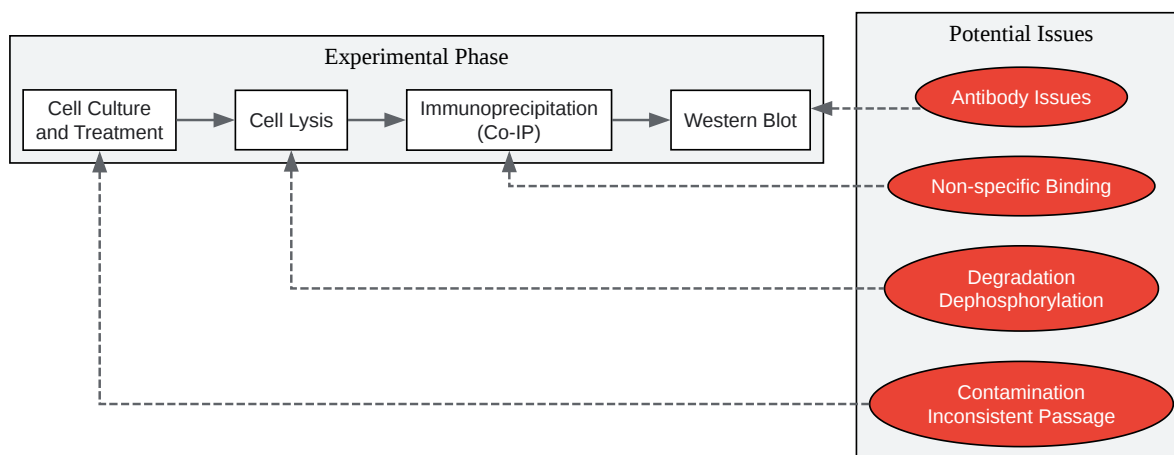 Experimental Phase
Cell Culture
and Treatment
Cell Lysis
Immunoprecipitation
(Co-IP)
Western Blot
Potential Issues
Antibody Issues
Non-specific Binding
Degradation
Dephosphorylation
Contamination
Inconsistent Passage